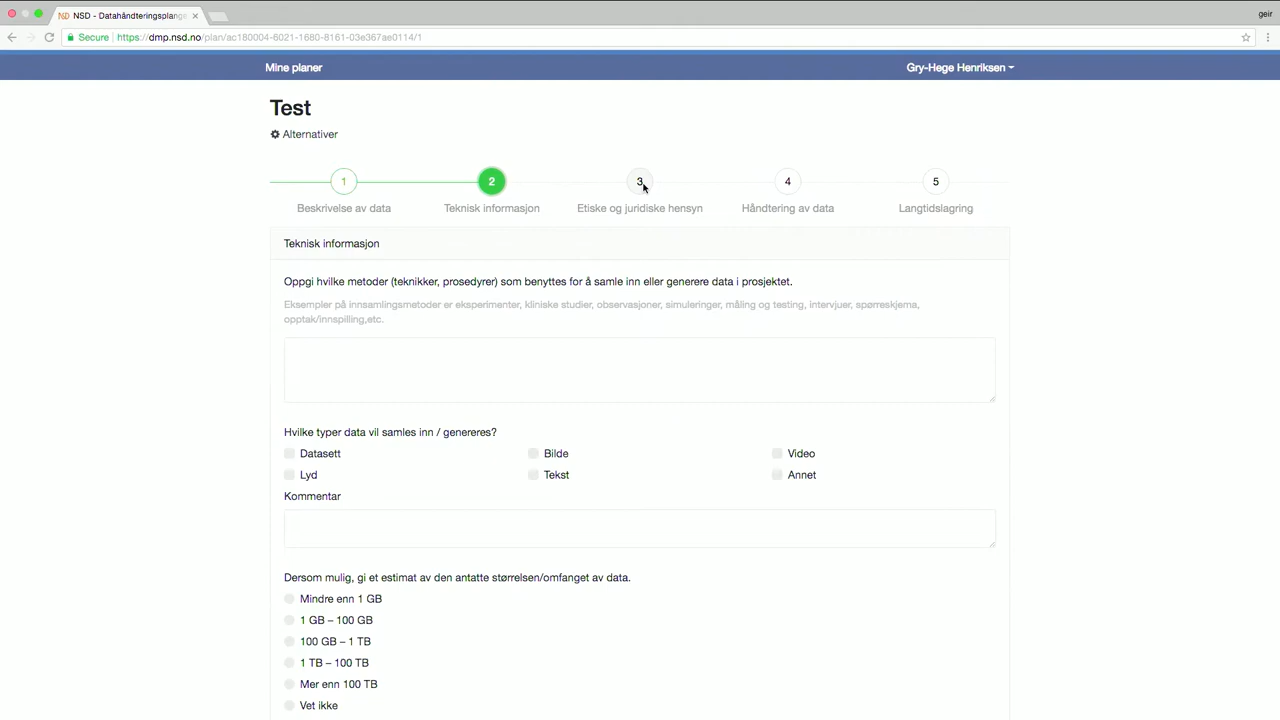 NSD - Datahåndteringsplange
geir
Secure https://dmp.nsd.no/plan/ac180004-6021-1680-8161-03e367ae0114/1
Mine planer
Gry-Hege Henriksen
Test
Alternativer
1 2 3 4 5
Beskrivelse av data Teknisk informasjon Etiske og juridiske hensyn Håndtering av data Langtidslagring
Teknisk informasjon
Oppgi hvilke metoder (teknikker, prosedyrer) som benyttes for å samle inn eller generere data i prosjektet.
Eksempler på innsamlingsmetoder er eksperimenter, kliniske studier, observasjoner, simuleringer, måling og testing, intervjuer, spørreskjema,
opptak/innspilling,etc.
Hvilke typer data vil samles inn / genereres?
Datasett Bilde Video
Lyd Tekst Annet
Kommentar
Dersom mulig, gi et estimat av den antatte størrelsen/omfanget av data.
Mindre enn 1 GB
1 GB – 100 GB
100 GB – 1 TB
1 TB – 100 TB
Mer enn 100 TB
Vet ikke